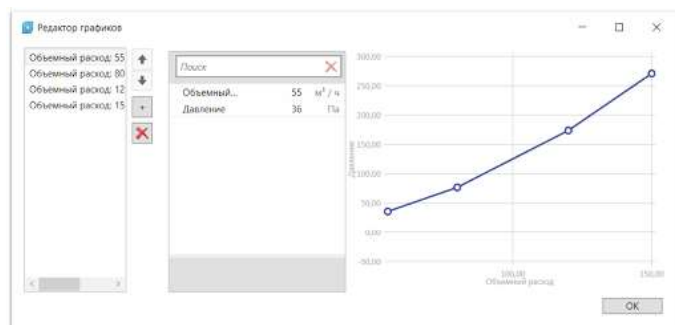 Редактор графиков
Объемный расход: 55
Объемный расход: 80
Объемный расход: 12
Объемный расход: 15
Поиск
Объемный... 55 м³ / ч
Давление 36 Па
300,00
250,00
200,00
150,00
100,00
50,00
0,00
-50,00
Давление
100,00
150,00
Объемный расход
OK